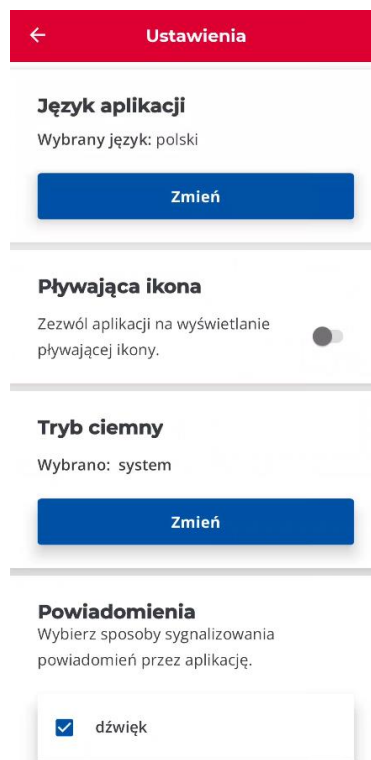 Ustawienia
Język aplikacji
Wybrany język: polski
Zmień
Pływająca ikona
Zezwól aplikacji na wyświetlanie
pływającej ikony.
Tryb ciemny
Wybrano: system
Zmień
Powiadomienia
Wybierz sposoby sygnalizowania
powiadomień przez aplikację.
dźwięk